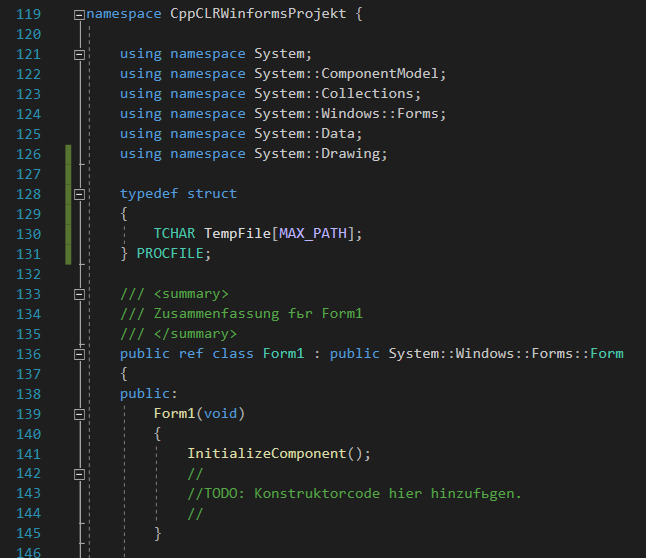 119 namespace CppCLRWinformsProjekt {
120
121 using namespace System;
122 using namespace System::ComponentModel;
123 using namespace System::Collections;
124 using namespace System::Windows::Forms;
125 using namespace System::Data;
126 using namespace System::Drawing;
127
128 typedef struct
129 {
130 TCHAR TempFile[MAX_PATH];
131 } PROCFILE;
132
133 /// <summary>
134 /// Zusammenfassung fьr Form1
135 /// </summary>
136 public ref class Form1 : public System::Windows::Forms::Form
137 {
138 public:
139 Form1(void)
140 {
141 InitializeComponent();
142 //
143 //TODO: Konstruktorcode hier hinzufьgen.
144 //
145 }
146